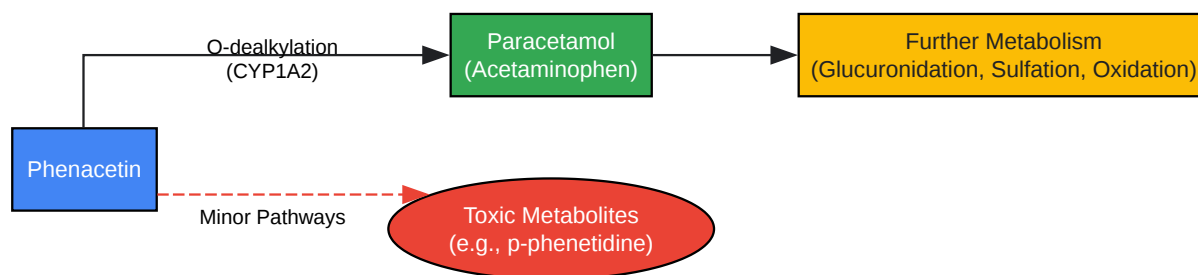 O-dealkylation
(CYP1A2)
Paracetamol
(Acetaminophen)
Further Metabolism
(Glucuronidation, Sulfation, Oxidation)
Phenacetin
Minor Pathways
Toxic Metabolites
(e.g., p-phenetidine)